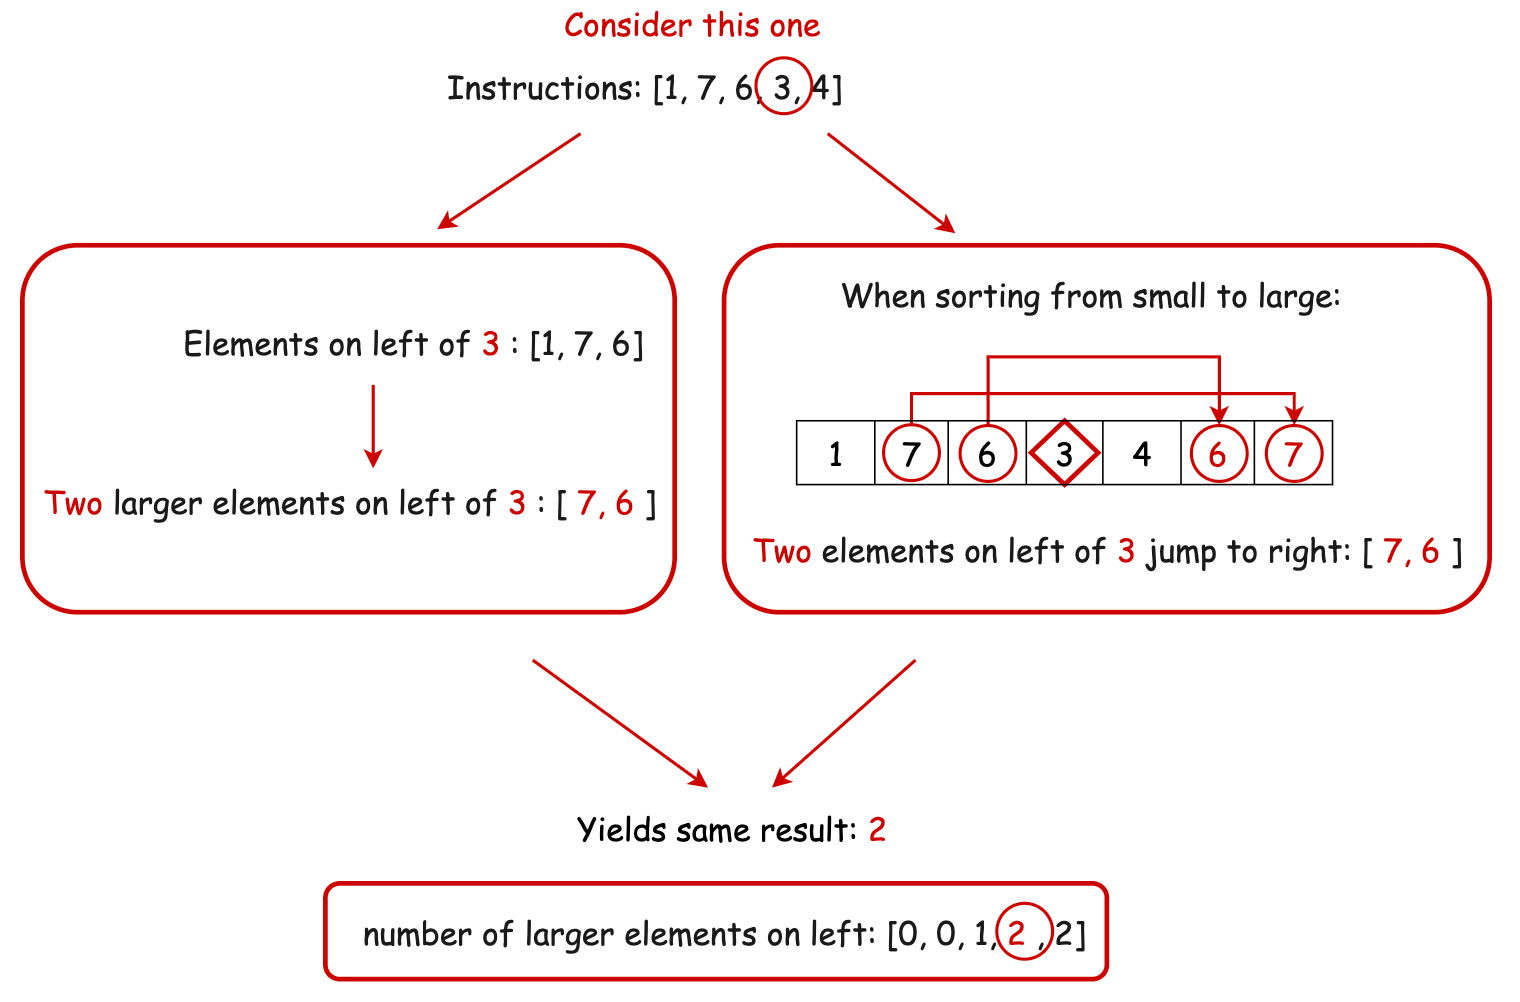 Consider this one
Instructions: [1, 7, 6, 3, 4]
Elements on left of 3 : [1, 7, 6]
Two larger elements on left of 3 : [ 7, 6 ]
When sorting from small to large:
1 7 6 3 4 6 7
Two elements on left of 3 jump to right: [ 7, 6 ]
Yields same result: 2
number of larger elements on left: [0, 0, 1, 2 , 2]